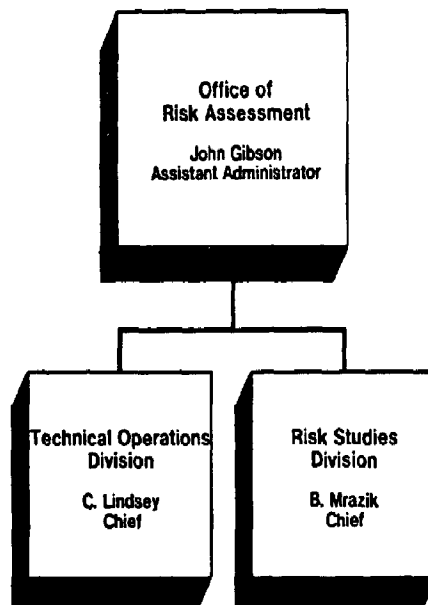 Office of
Risk Assessment
John Gibson
Assistant Administrator
Technical Operations
Division
C. Lindsey
Chief
Risk Studies
Division
B. Mrazik
Chief